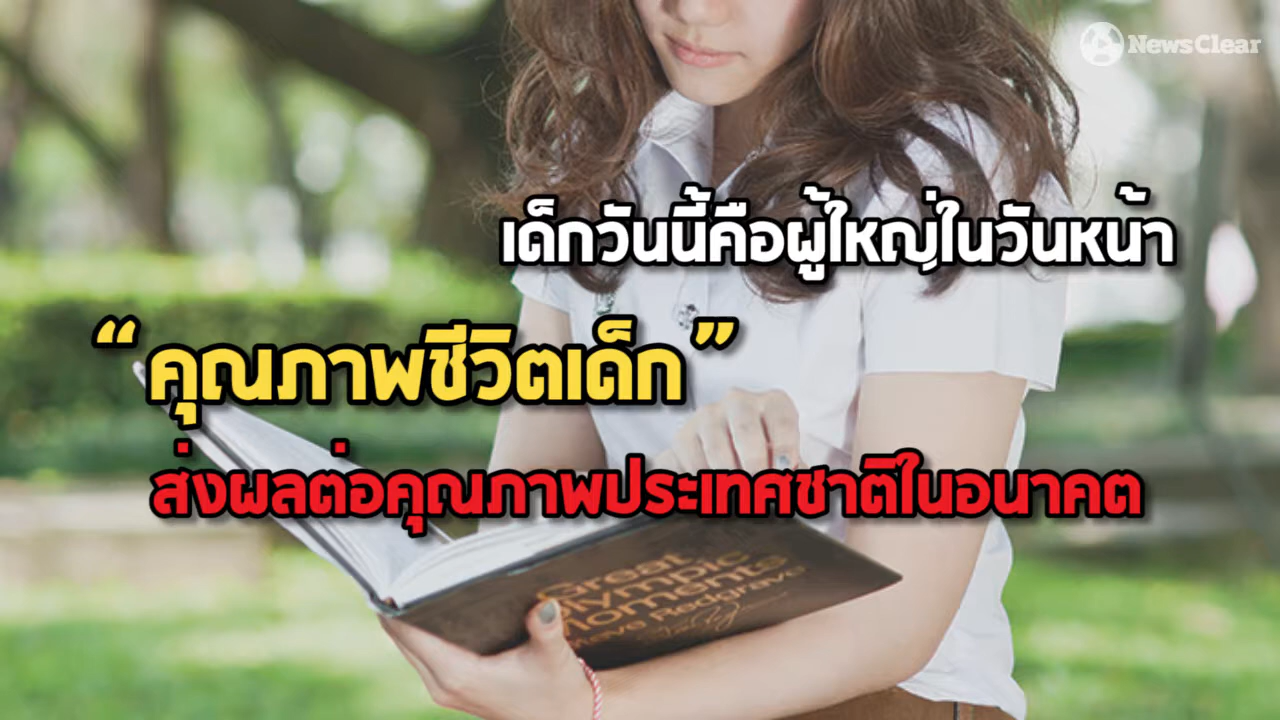 NewsClear
เด็กวันนี้คือผู้ใหญ่ในวันหน้า
“คุณภาพชีวิตเด็ก”
ส่งผลต่อคุณภาพประเทศชาติในอนาคต
Great
Olympic
Moments
Steve Redgrave